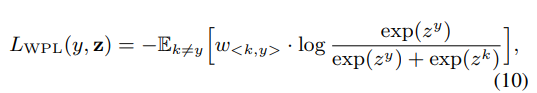 L_WPL(y, z) = −𝔼_{k≠y} [ w_{<k,y>} · log exp(z^y) / (exp(z^y) + exp(z^k)) ],
(10)